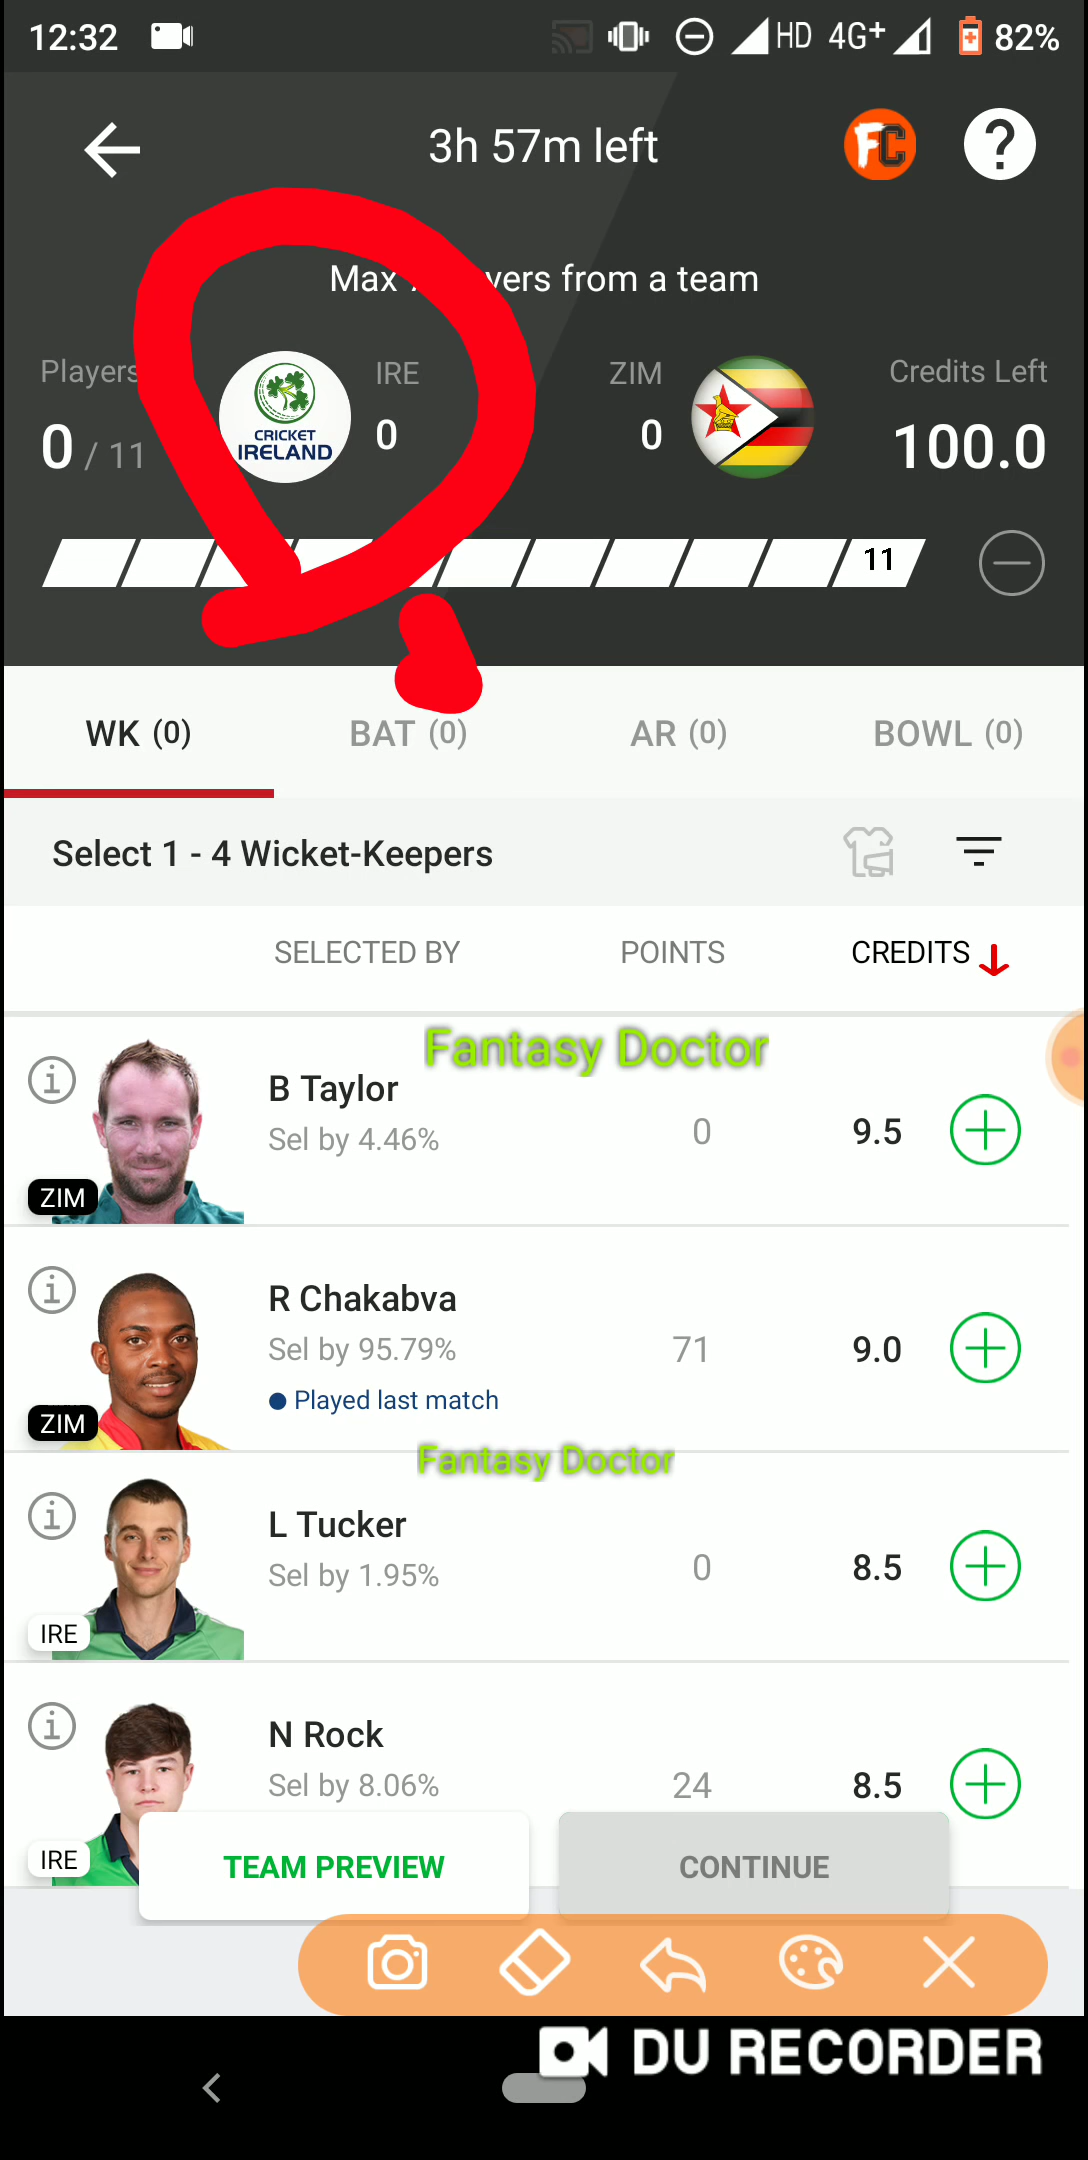 12:32 HD 4G+ 82%
3h 57m left FC ?
Max yers from a team
Players IRE ZIM Credits Left
0 / 11 CRICKET IRELAND 0 0 100.0
11
WK (0) BAT (0) AR (0) BOWL (0)
Select 1 - 4 Wicket-Keepers
SELECTED BY POINTS CREDITS
Fantasy Doctor
B Taylor
Sel by 4.46% 0 9.5
ZIM
R Chakabva
Sel by 95.79% 71 9.0
Played last match
ZIM
Fantasy Doctor
L Tucker
Sel by 1.95% 0 8.5
IRE
N Rock
Sel by 8.06% 24 8.5
IRE
TEAM PREVIEW CONTINUE
DU RECORDER